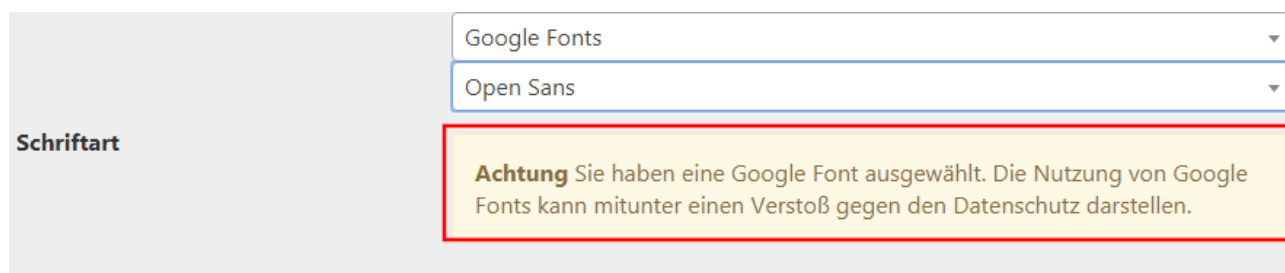 Google Fonts
Open Sans
Schriftart
Achtung Sie haben eine Google Font ausgewählt. Die Nutzung von Google
Fonts kann mitunter einen Verstoß gegen den Datenschutz darstellen.